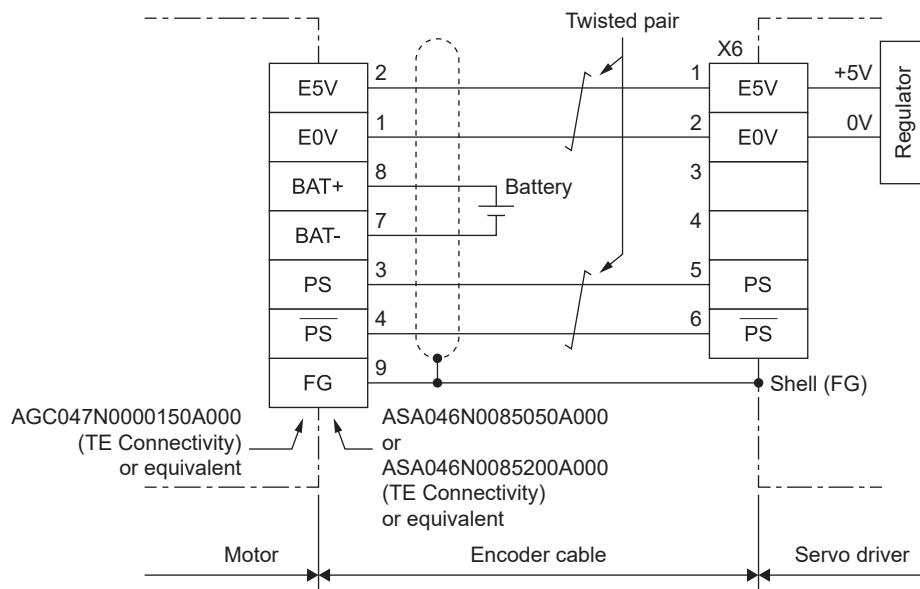 Twisted pair
X6
E5V 2 1 E5V +5V
E0V 1 2 E0V 0V
Regulator
BAT+ 8 Battery 3
BAT- 7 4
PS 3 5 PS
PS 4 6 PS
FG 9 Shell (FG)
AGC047N0000150A000
(TE Connectivity)
or equivalent
ASA046N0085050A000
or
ASA046N0085200A000
(TE Connectivity)
or equivalent
Motor Encoder cable Servo driver